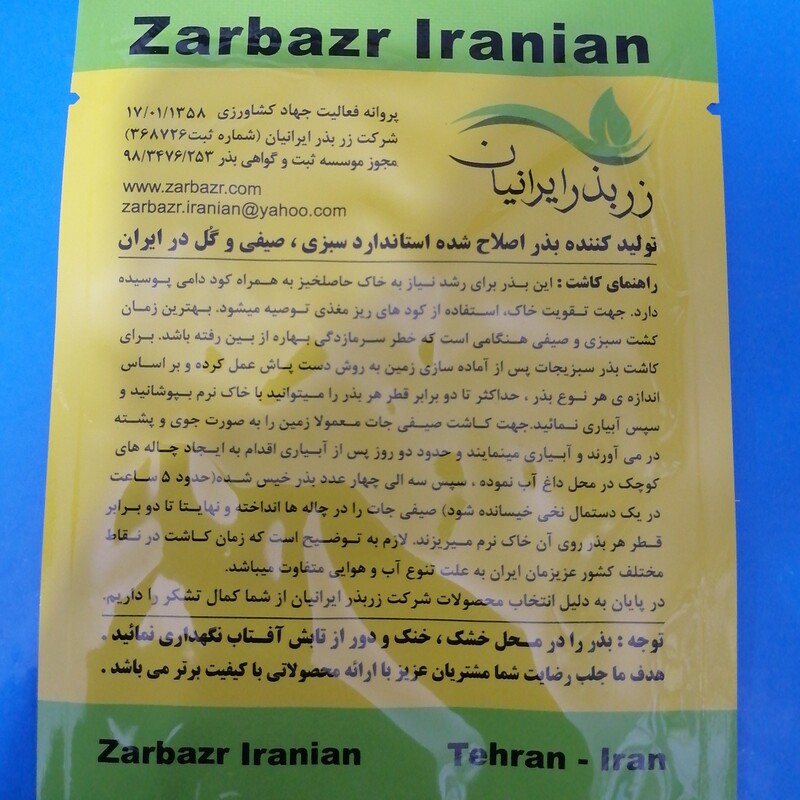 Zarbazr Iranian
پروانه فعالیت جهاد کشاورزی ۱۷/۰۱/۱۳۵۸
شرکت زر بذر ایرانیان (شماره ثبت۳۶۸۷۲۶)
مجوز موسسه ثبت و گواهی بذر ۹۸/۳۴۷۶/۲۵۳
www.zarbazr.com
zarbazr.iranian@yahoo.com
زر بذر ایرانیان
تولید کننده بذر اصلاح شده استاندارد سبزی ، صیفی و گل در ایران
راهنمای کاشت : این بذر برای رشد نیاز به خاک حاصلخیز به همراه کود دامی پوسیده
دارد. جهت تقویت خاک، استفاده از کود های ریز مغذی توصیه میشود. بهترین زمان
کشت سبزی و صیفی هنگامی است که خطر سرمازدگی بهاره از بین رفته باشد. برای
کاشت بذر سبزیجات پس از آماده سازی زمین به روش دست پاش عمل کرده و بر اساس
اندازه ی هر نوع بذر ، حداکثر تا دو برابر قطر هر بذر را میتوانید با خاک نرم بپوشانید و
سپس آبیاری نمائید.جهت کاشت صیفی جات معمولا زمین را به صورت جوی و پشته
در می آورند و آبیاری مینمایند و حدود دو روز پس از آبیاری اقدام به ایجاد چاله های
کوچک در محل داغ آب نموده ، سپس سه الی چهار عدد بذر خیس شده(حدود ۵ ساعت
در یک دستمال نخی خیسانده شود) صیفی جات را در چاله ها انداخته و نهایتا تا دو برابر
قطر هر بذر روی آن خاک نرم میریزند. لازم به توضیح است که زمان کاشت در نقاط
مختلف کشور عزیزمان ایران به علت تنوع آب و هوایی متفاوت میباشد.
در پایان به دلیل انتخاب محصولات شرکت زربذر ایرانیان از شما کمال تشکر را داریم.
توجه : بذر را در محل خشک ، خنک و دور از تابش آفتاب نگهداری نمائید .
هدف ما جلب رضایت شما مشتریان عزیز با ارائه محصولاتی با کیفیت برتر می باشد .
Zarbazr Iranian Tehran - Iran